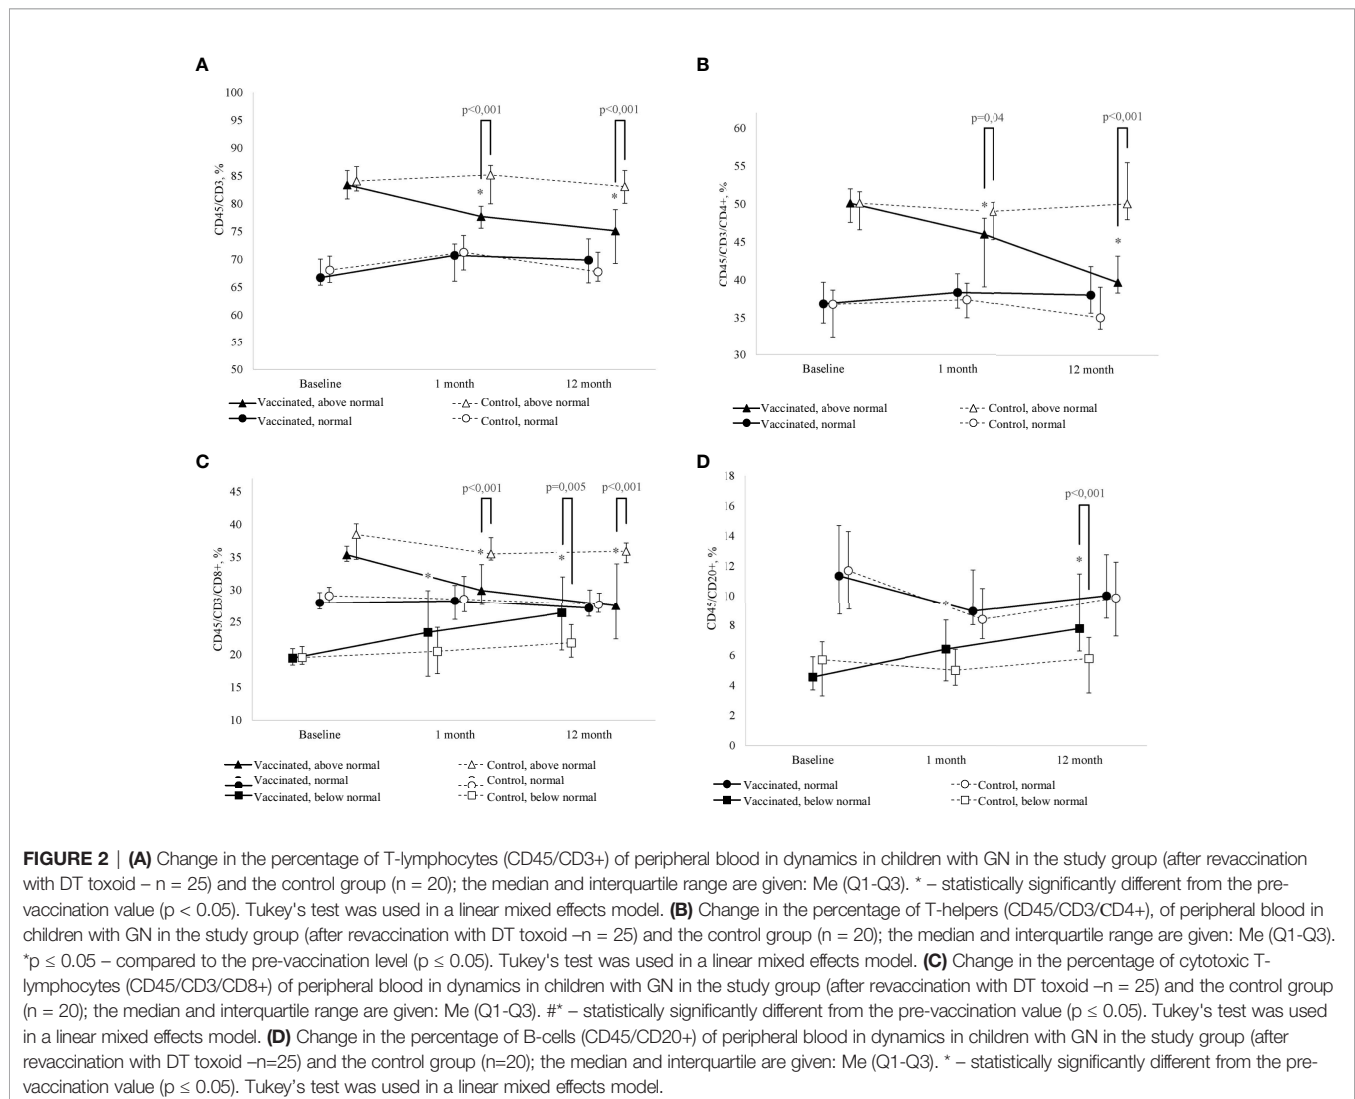 A
CD45/CD3, %
100
95
90
85
80
75
70
65
60
55
50
p<0,001
p<0,001
*
*
Baseline
1 month
12 month
Vaccinated, above normal
Control, above normal
Vaccinated, normal
Control, normal
B
CD45/CD3/CD4+, %
60
55
50
45
40
35
30
p=0,04
p<0,001
*
*
Baseline
1 month
12 month
Vaccinated, above normal
Control, above normal
Vaccinated, normal
Control, normal
C
CD45/CD3/CD8+, %
45
40
35
30
25
20
15
10
p<0,001
p=0,005
p<0,001
*
*
*
*
Baseline
1 month
12 month
Vaccinated, above normal
Control, above normal
Vaccinated, normal
Control, normal
Vaccinated, below normal
Control, below normal
D
CD45/CD20+, %
18
16
14
12
10
8
6
4
2
0
p<0,001
*
*
Baseline
1 month
12 month
Vaccinated, normal
Control, normal
Vaccinated, below normal
Control, below normal
FIGURE 2 | (A) Change in the percentage of T-lymphocytes (CD45/CD3+) of peripheral blood in dynamics in children with GN in the study group (after revaccination
with DT toxoid – n = 25) and the control group (n = 20); the median and interquartile range are given: Me (Q1-Q3). * – statistically significantly different from the pre-
vaccination value (p < 0.05). Tukey's test was used in a linear mixed effects model. (B) Change in the percentage of T-helpers (CD45/CD3/CD4+), of peripheral blood in
children with GN in the study group (after revaccination with DT toxoid –n = 25) and the control group (n = 20); the median and interquartile range are given: Me (Q1-Q3).
*p ≤ 0.05 – compared to the pre-vaccination level (p ≤ 0.05). Tukey's test was used in a linear mixed effects model. (C) Change in the percentage of cytotoxic T-
lymphocytes (CD45/CD3/CD8+) of peripheral blood in dynamics in children with GN in the study group (after revaccination with DT toxoid –n = 25) and the control group
(n = 20); the median and interquartile range are given: Me (Q1-Q3). #* – statistically significantly different from the pre-vaccination value (p ≤ 0.05). Tukey's test was used
in a linear mixed effects model. (D) Change in the percentage of B-cells (CD45/CD20+) of peripheral blood in dynamics in children with GN in the study group (after
revaccination with DT toxoid –n=25) and the control group (n=20); the median and interquartile are given: Me (Q1-Q3). * – statistically significantly different from the pre-
vaccination value (p ≤ 0.05). Tukey’s test was used in a linear mixed effects model.